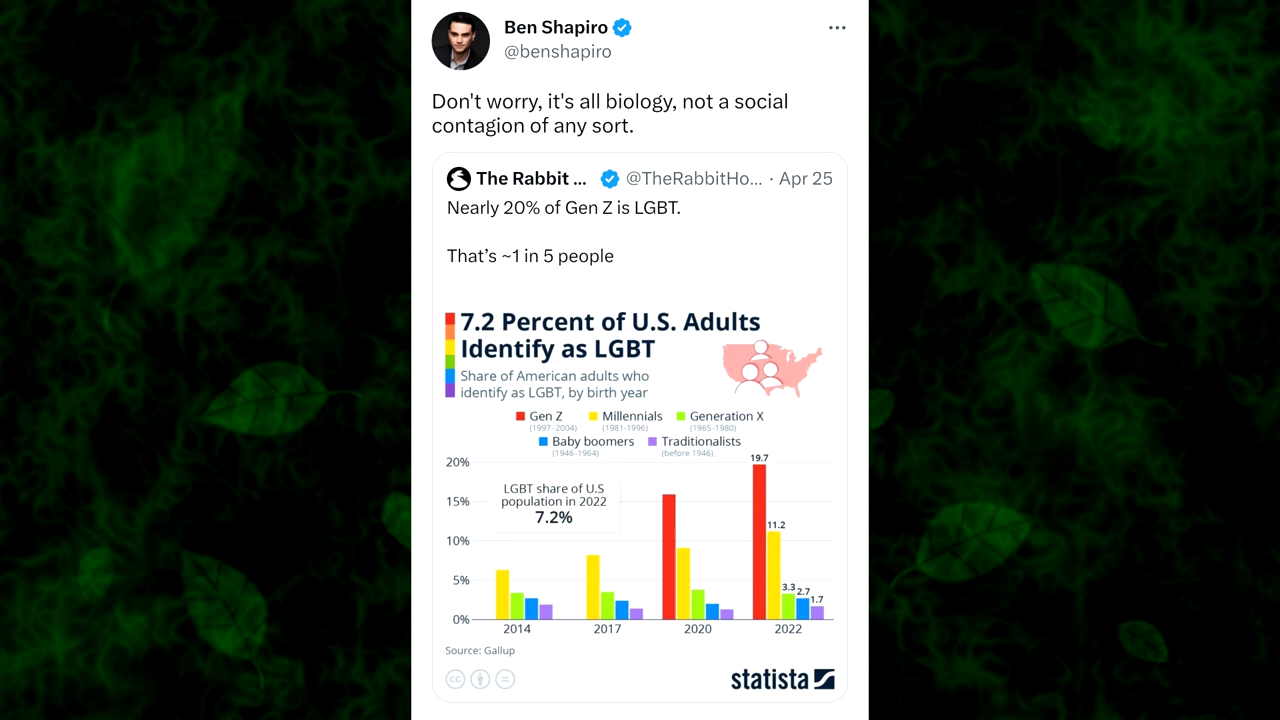 Ben Shapiro
@benshapiro
Don't worry, it's all biology, not a social
contagion of any sort.
The Rabbit ... @TheRabbitHo... · Apr 25
Nearly 20% of Gen Z is LGBT.
That's ~1 in 5 people
7.2 Percent of U.S. Adults
Identify as LGBT
Share of American adults who
identify as LGBT, by birth year
Gen Z Millennials Generation X
(1997-2004) (1981-1996) (1965-1980)
Baby boomers Traditionalists
(1946-1964) (before 1946)
20%
15%
10%
5%
0%
LGBT share of U.S
population in 2022
7.2%
19.7
11.2
3.3
2.7
1.7
2014 2017 2020 2022
Source: Gallup
cc
statista